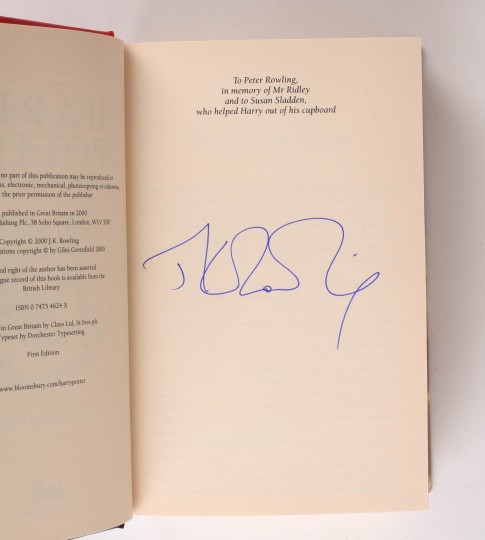 no part of this publication may be reproduced or
electronic, mechanical, photocopying or otherwise,
the prior permission of the publisher
published in Great Britain in 2000
Plc, 38 Soho Square, London, W1V 5DF
Copyright © 2000 J.K. Rowling
copyright © by Giles Greenfield 2000
right of the author has been asserted
record of this book is available from the
British Library
ISBN 0 7475 4624 X
in Great Britain by Clays Ltd, St Ives plc
Typeset by Dorchester Typesetting
First Edition
www.bloomsbury.com/harrypotter
To Peter Rowling,
in memory of Mr Ridley
and to Susan Sladden,
who helped Harry out of his cupboard
JK Rowling